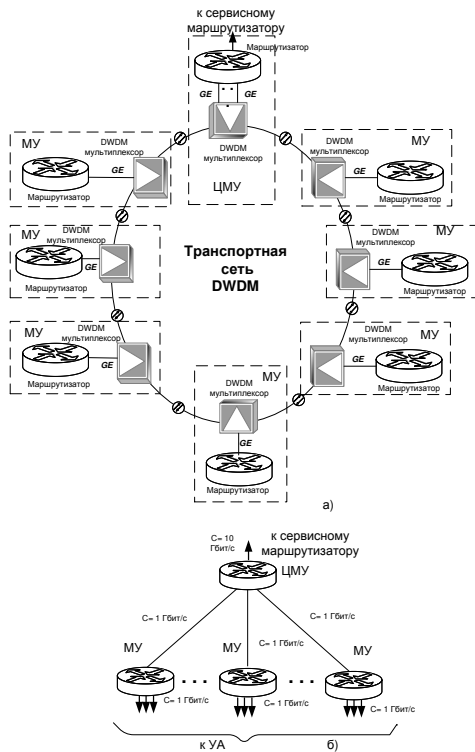 к сервисному
маршрутизатору
Маршрутизатор
GE
GE
DWDM
мультиплексор
ЦМУ
МУ
DWDM
мультиплексор
GE
Маршрутизатор
МУ
DWDM
мультиплексор
GE
Маршрутизатор
МУ
DWDM
мультиплексор
GE
Маршрутизатор
МУ
DWDM
мультиплексор
GE
Маршрутизатор
Транспортная
сеть
DWDM
МУ
DWDM
мультиплексор
GE
Маршрутизатор
МУ
DWDM
мультиплексор
GE
Маршрутизатор
МУ
DWDM
мультиплексор
GE
Маршрутизатор
а)
С= 10
Гбит/с
к сервисному
маршрутизатору
ЦМУ
С= 1 Гбит/с
С= 1 Гбит/с
С= 1 Гбит/с
МУ
МУ
МУ
С= 1 Гбит/с
С= 1 Гбит/с
С= 1 Гбит/с
к УА
б)